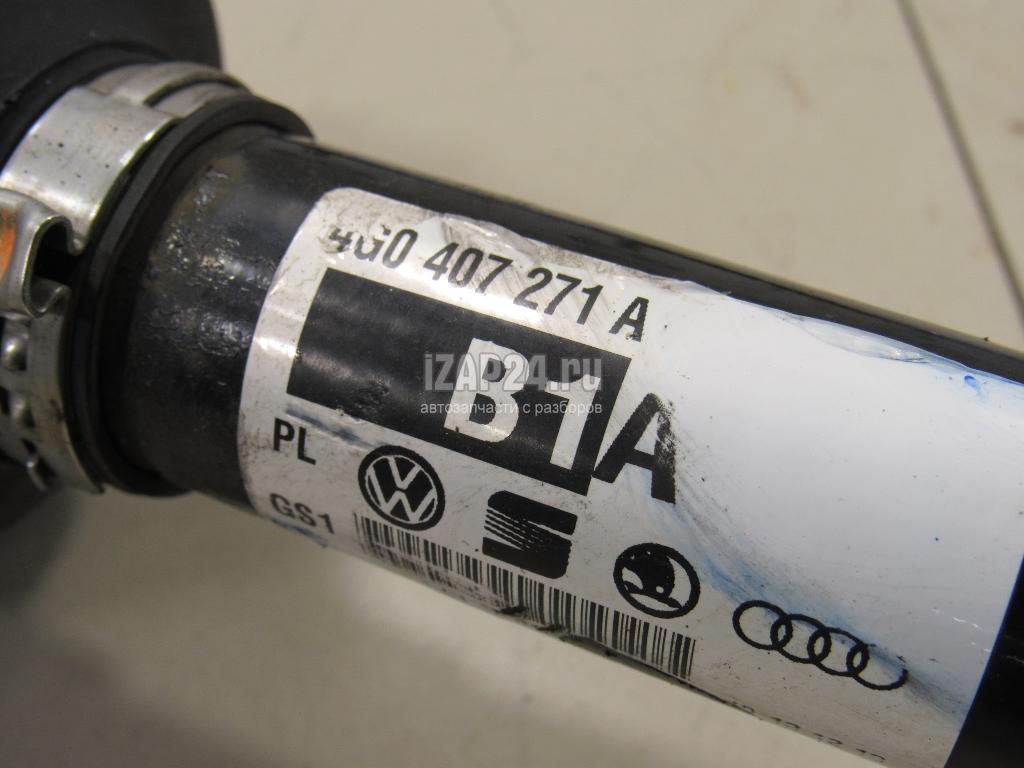 4G0 407 271 A
B1A
iZAP24.ru
автозапчасти с разборов
PL
GS1